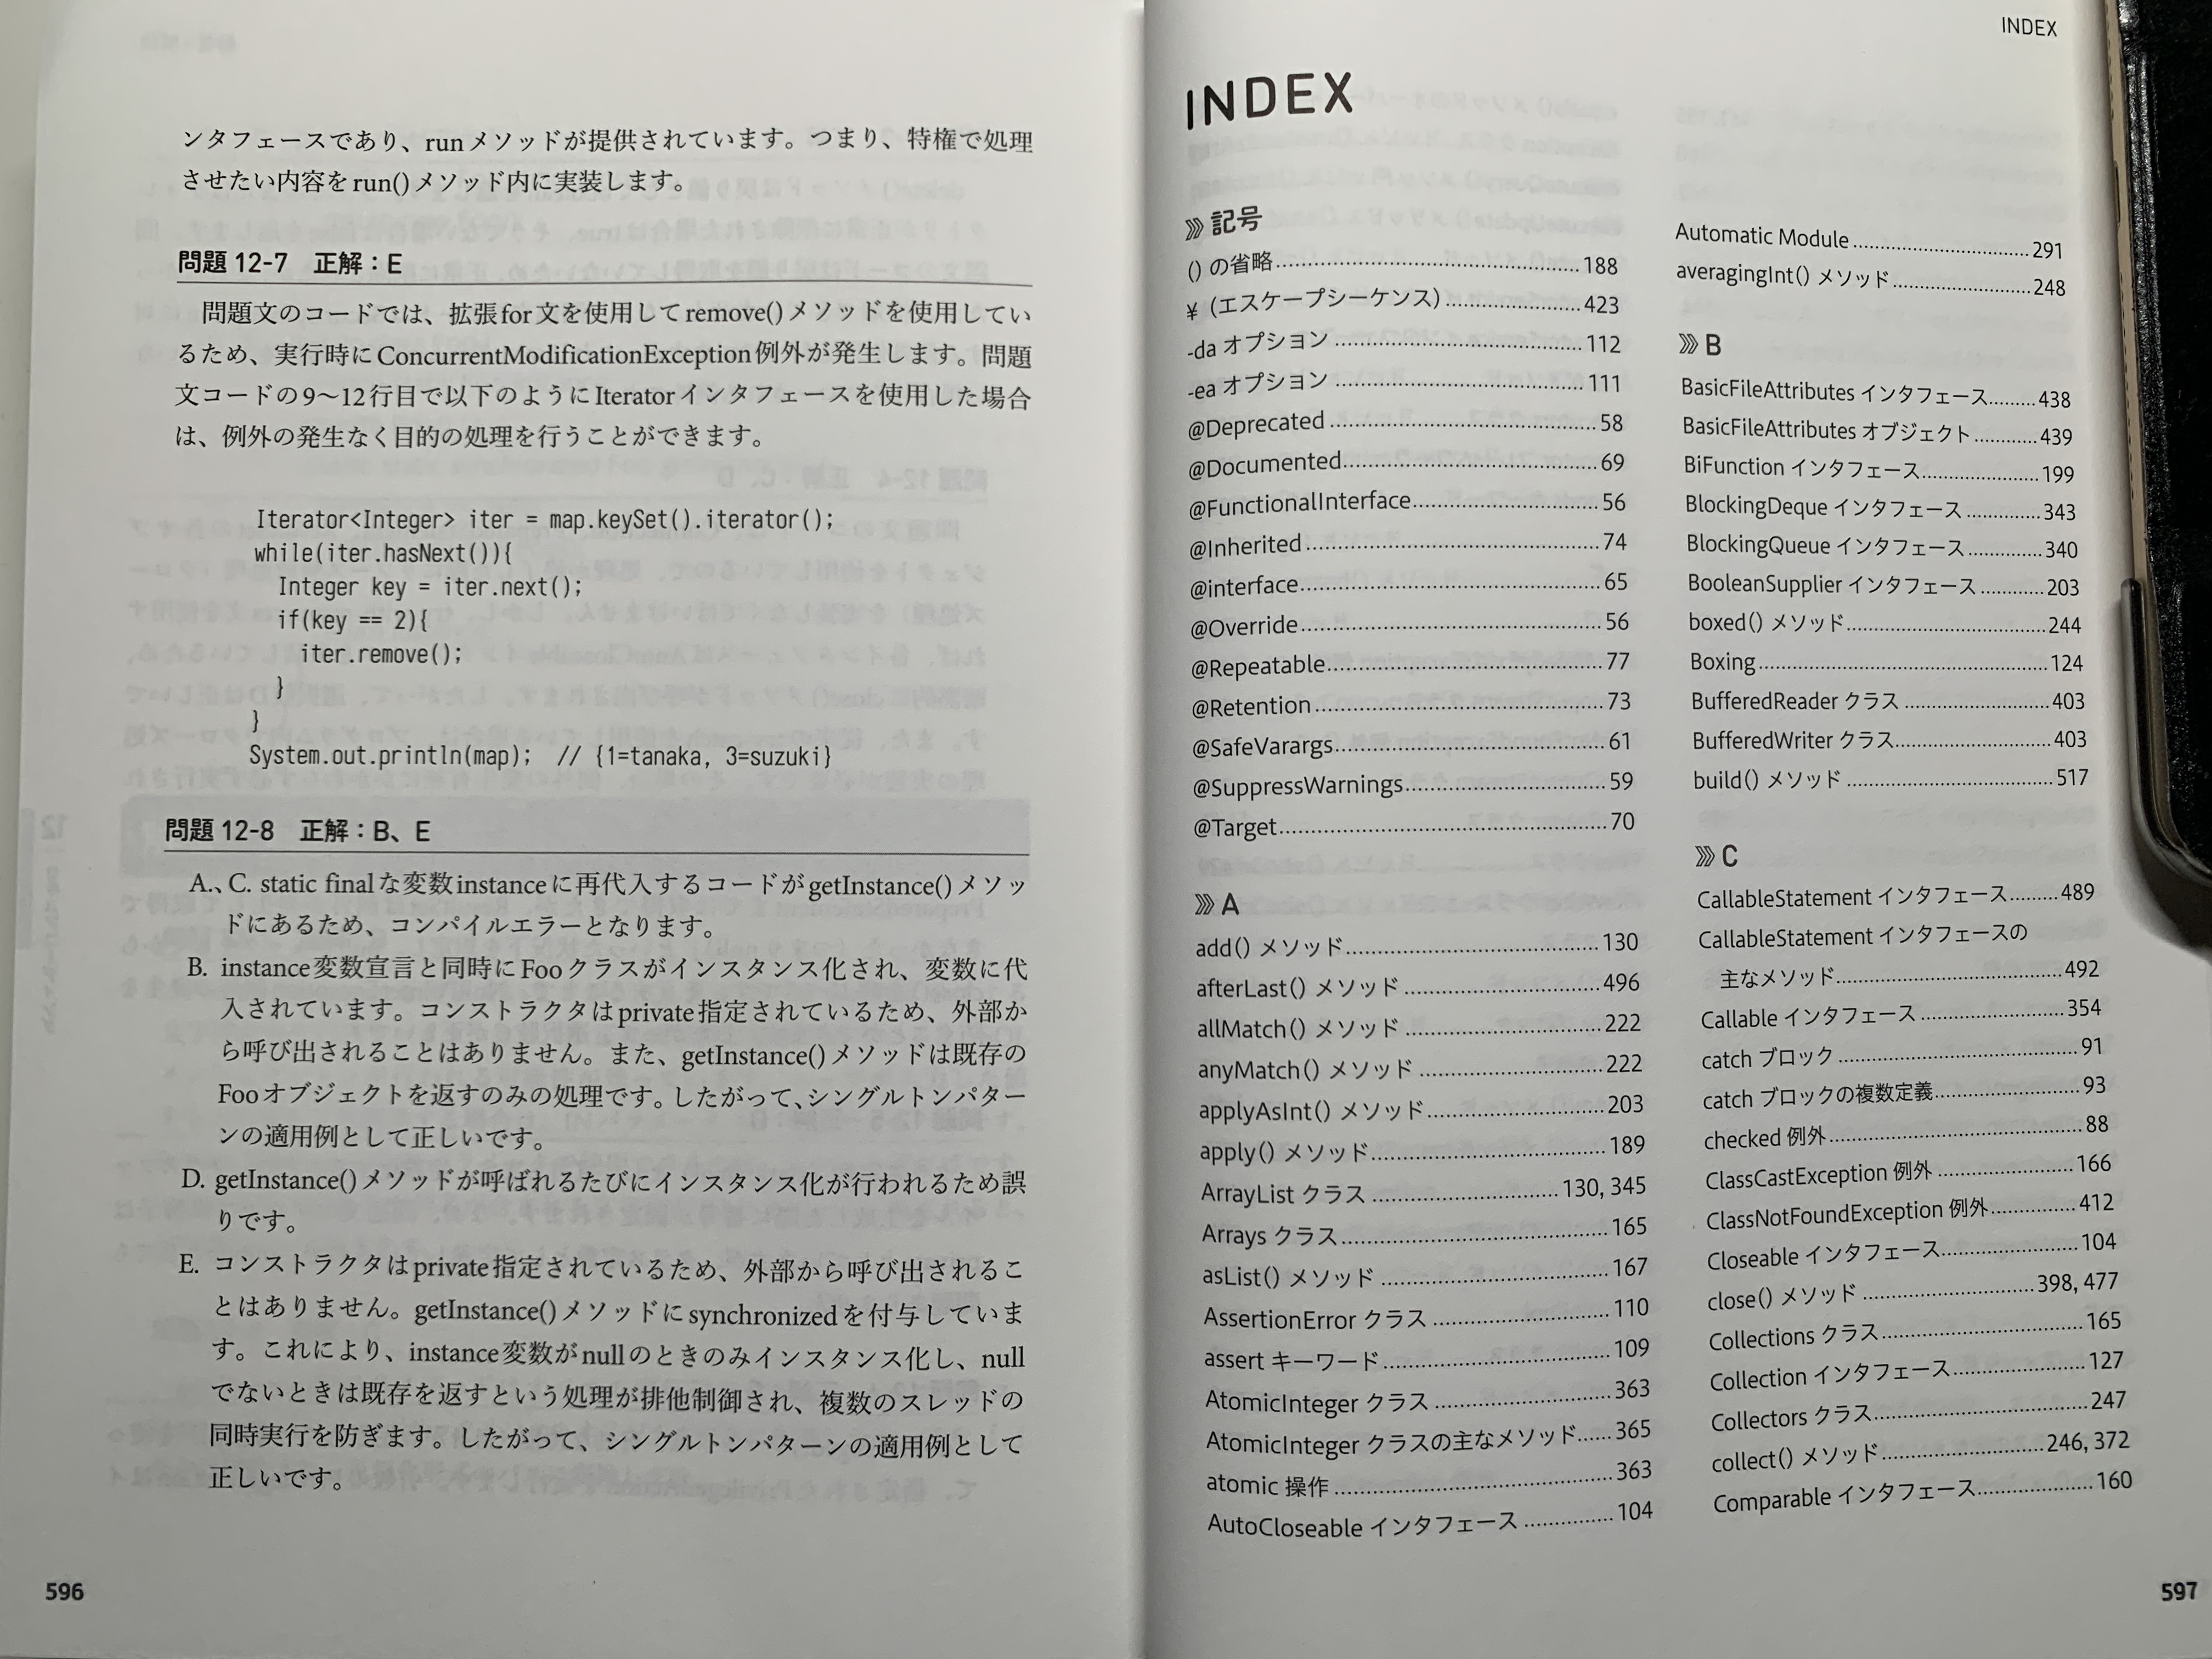 ンタフェースであり、runメソッドが提供されています。つまり、特権で処理
させたい内容をrun()メソッド内に実装します。
問題 12-7　正解：E
問題文のコードでは、拡張for文を使用してremove()メソッドを使用してい
るため、実行時にConcurrentModificationException例外が発生します。問題
文コードの9～12行目で以下のようにIteratorインタフェースを使用した場合
は、例外の発生なく目的の処理を行うことができます。
Iterator<Integer> iter = map.keySet().iterator();
while(iter.hasNext()){
Integer key = iter.next();
if(key == 2){
iter.remove();
}
}
System.out.println(map);  // {1=tanaka, 3=suzuki}
問題 12-8　正解：B、E
A.、C. static finalな変数instanceに再代入するコードがgetInstance()メソッ
ドにあるため、コンパイルエラーとなります。
B. instance変数宣言と同時にFooクラスがインスタンス化され、変数に代
入されています。コンストラクタはprivate指定されているため、外部か
ら呼び出されることはありません。また、getInstance()メソッドは既存の
Fooオブジェクトを返すのみの処理です。したがって、シングルトンパター
ンの適用例として正しいです。
D. getInstance()メソッドが呼ばれるたびにインスタンス化が行われるため誤
りです。
E. コンストラクタはprivate指定されているため、外部から呼び出されるこ
とはありません。getInstance()メソッドにsynchronizedを付与していま
す。これにより、instance変数がnullのときのみインスタンス化し、null
でないときは既存を返すという処理が排他制御され、複数のスレッドの
同時実行を防ぎます。したがって、シングルトンパターンの適用例として
正しいです。
596
INDEX
INDEX
記号
() の省略 188
¥ (エスケープシーケンス) 423
-da オプション 112
-ea オプション 111
@Deprecated 58
@Documented 69
@FunctionalInterface 56
@Inherited 74
@interface 65
@Override 56
@Repeatable 77
@Retention 73
@SafeVarargs 61
@SuppressWarnings 59
@Target 70
A
add() メソッド 130
afterLast() メソッド 496
allMatch() メソッド 222
anyMatch() メソッド 222
applyAsInt() メソッド 203
apply() メソッド 189
ArrayList クラス 130, 345
Arrays クラス 165
asList() メソッド 167
AssertionError クラス 110
assert キーワード 109
AtomicInteger クラス 363
AtomicInteger クラスの主なメソッド 365
atomic 操作 363
AutoCloseable インタフェース 104
Automatic Module 291
averagingInt() メソッド 248
B
BasicFileAttributes インタフェース 438
BasicFileAttributes オブジェクト 439
BiFunction インタフェース 199
BlockingDeque インタフェース 343
BlockingQueue インタフェース 340
BooleanSupplier インタフェース 203
boxed() メソッド 244
Boxing 124
BufferedReader クラス 403
BufferedWriter クラス 403
build() メソッド 517
C
CallableStatement インタフェース 489
CallableStatement インタフェースの
主なメソッド 492
Callable インタフェース 354
catch ブロック 91
catch ブロックの複数定義 93
checked 例外 88
ClassCastException 例外 166
ClassNotFoundException 例外 412
Closeable インタフェース 104
close() メソッド 398, 477
Collections クラス 165
Collection インタフェース 127
Collectors クラス 247
collect() メソッド 246, 372
Comparable インタフェース 160
597